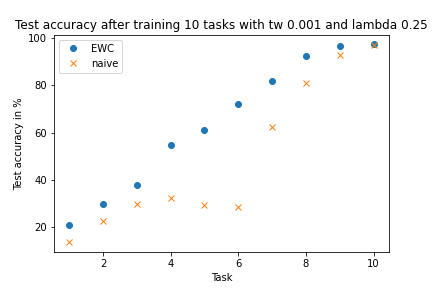 Test accuracy after training 10 tasks with tw 0.001 and lambda 0.25
EWC
naive
100
80
60
40
20
Test accuracy in %
2 4 6 8 10
Task